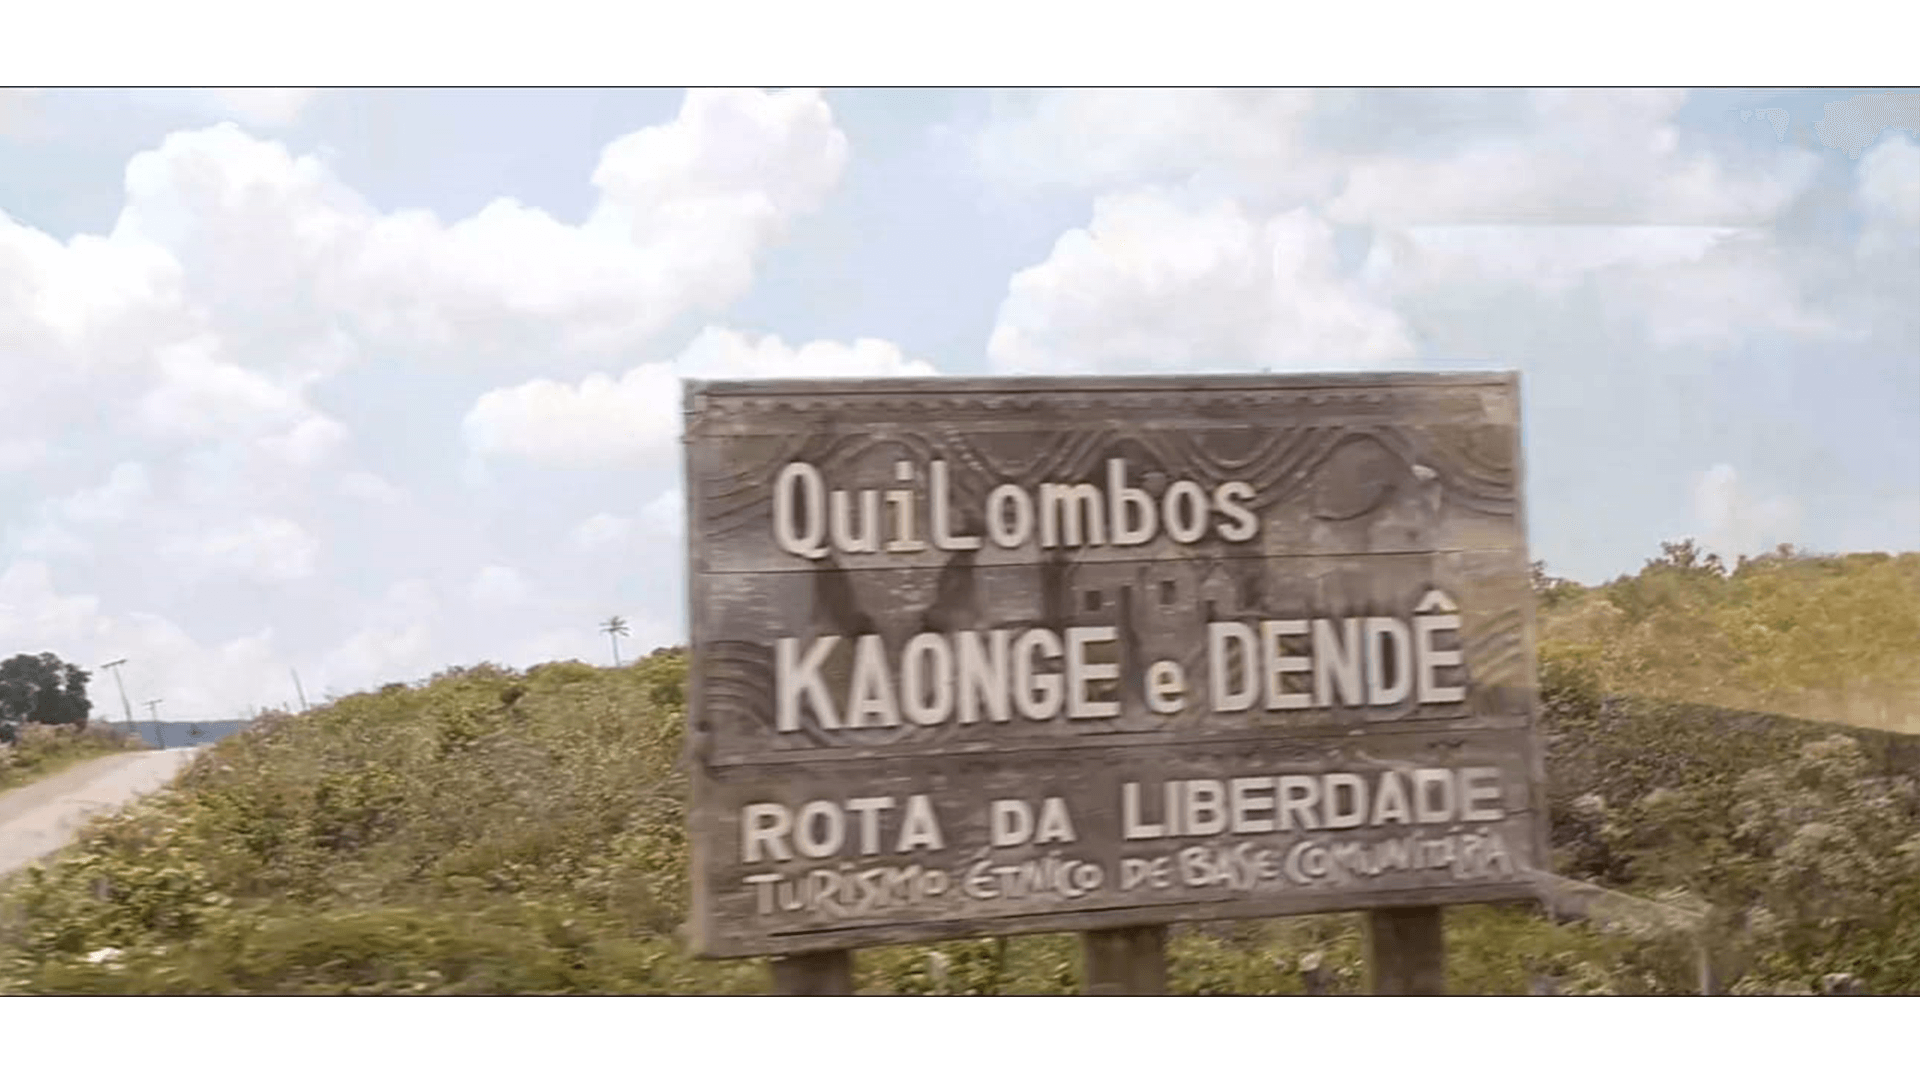 QuiLombos
KAONGE e DENDÊ
ROTA DA LIBERDADE
TURISMO ÉTNICO DE BASE COMUNITÁRIA